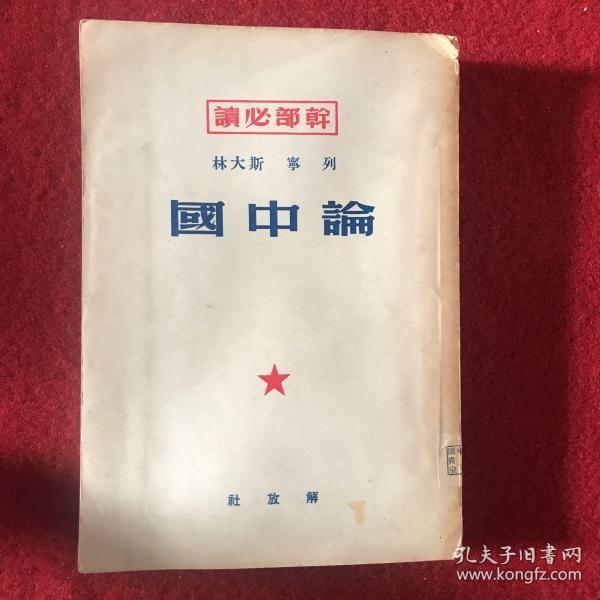 幹部必讀
列寧 斯大林
論中國
解放社
孔夫子旧书网
www.kongfz.com